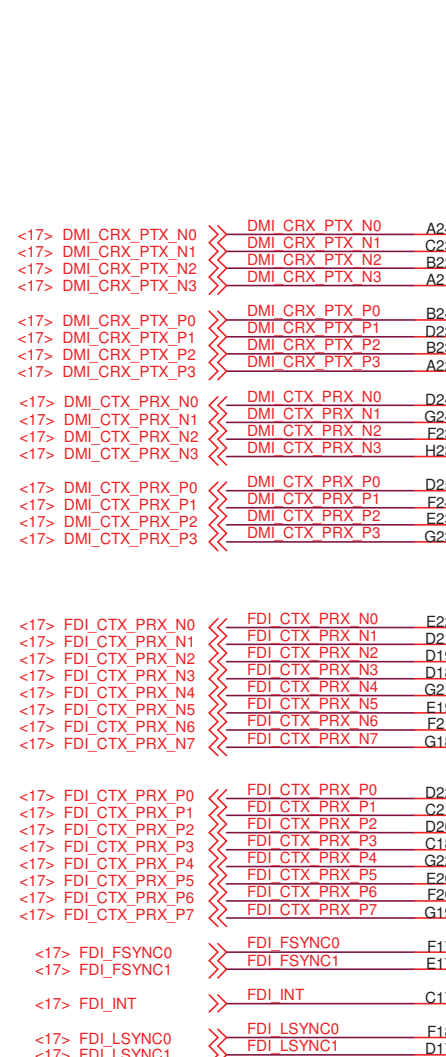 <17> DMI_CRX_PTX_N0 DMI_CRX_PTX_N0
<17> DMI_CRX_PTX_N1 DMI_CRX_PTX_N1
<17> DMI_CRX_PTX_N2 DMI_CRX_PTX_N2
<17> DMI_CRX_PTX_N3 DMI_CRX_PTX_N3
<17> DMI_CRX_PTX_P0 DMI_CRX_PTX_P0
<17> DMI_CRX_PTX_P1 DMI_CRX_PTX_P1
<17> DMI_CRX_PTX_P2 DMI_CRX_PTX_P2
<17> DMI_CRX_PTX_P3 DMI_CRX_PTX_P3
<17> DMI_CTX_PRX_N0 DMI_CTX_PRX_N0
<17> DMI_CTX_PRX_N1 DMI_CTX_PRX_N1
<17> DMI_CTX_PRX_N2 DMI_CTX_PRX_N2
<17> DMI_CTX_PRX_N3 DMI_CTX_PRX_N3
<17> DMI_CTX_PRX_P0 DMI_CTX_PRX_P0
<17> DMI_CTX_PRX_P1 DMI_CTX_PRX_P1
<17> DMI_CTX_PRX_P2 DMI_CTX_PRX_P2
<17> DMI_CTX_PRX_P3 DMI_CTX_PRX_P3
<17> FDI_CTX_PRX_N0 FDI_CTX_PRX_N0
<17> FDI_CTX_PRX_N1 FDI_CTX_PRX_N1
<17> FDI_CTX_PRX_N2 FDI_CTX_PRX_N2
<17> FDI_CTX_PRX_N3 FDI_CTX_PRX_N3
<17> FDI_CTX_PRX_N4 FDI_CTX_PRX_N4
<17> FDI_CTX_PRX_N5 FDI_CTX_PRX_N5
<17> FDI_CTX_PRX_N6 FDI_CTX_PRX_N6
<17> FDI_CTX_PRX_N7 FDI_CTX_PRX_N7
<17> FDI_CTX_PRX_P0 FDI_CTX_PRX_P0
<17> FDI_CTX_PRX_P1 FDI_CTX_PRX_P1
<17> FDI_CTX_PRX_P2 FDI_CTX_PRX_P2
<17> FDI_CTX_PRX_P3 FDI_CTX_PRX_P3
<17> FDI_CTX_PRX_P4 FDI_CTX_PRX_P4
<17> FDI_CTX_PRX_P5 FDI_CTX_PRX_P5
<17> FDI_CTX_PRX_P6 FDI_CTX_PRX_P6
<17> FDI_CTX_PRX_P7 FDI_CTX_PRX_P7
<17> FDI_FSYNC0 FDI_FSYNC0
<17> FDI_FSYNC1 FDI_FSYNC1
<17> FDI_INT FDI_INT
<17> FDI_LSYNC0 FDI_LSYNC0
<17> FDI_LSYNC1 FDI_LSYNC1